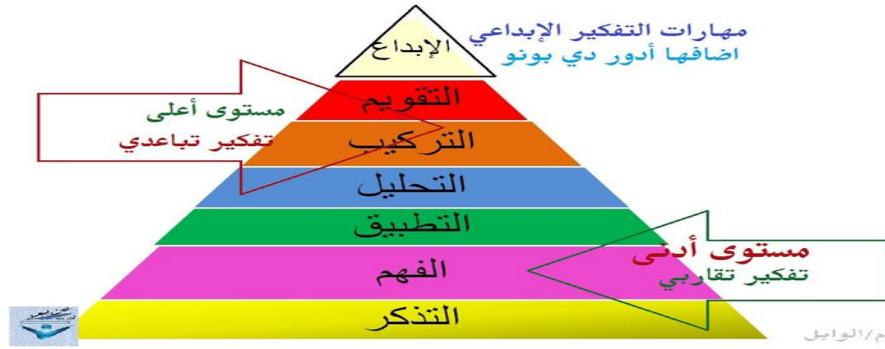 مهارات التفكير الإبداعي
اضافها أدور دي بونو
الإبداع
التقويم
مستوى أعلى
تفكير تباعدي
التركيب
التحليل
التطبيق
مستوى أدنى
تفكير تقاربي
الفهم
التذكر
م/الوايل